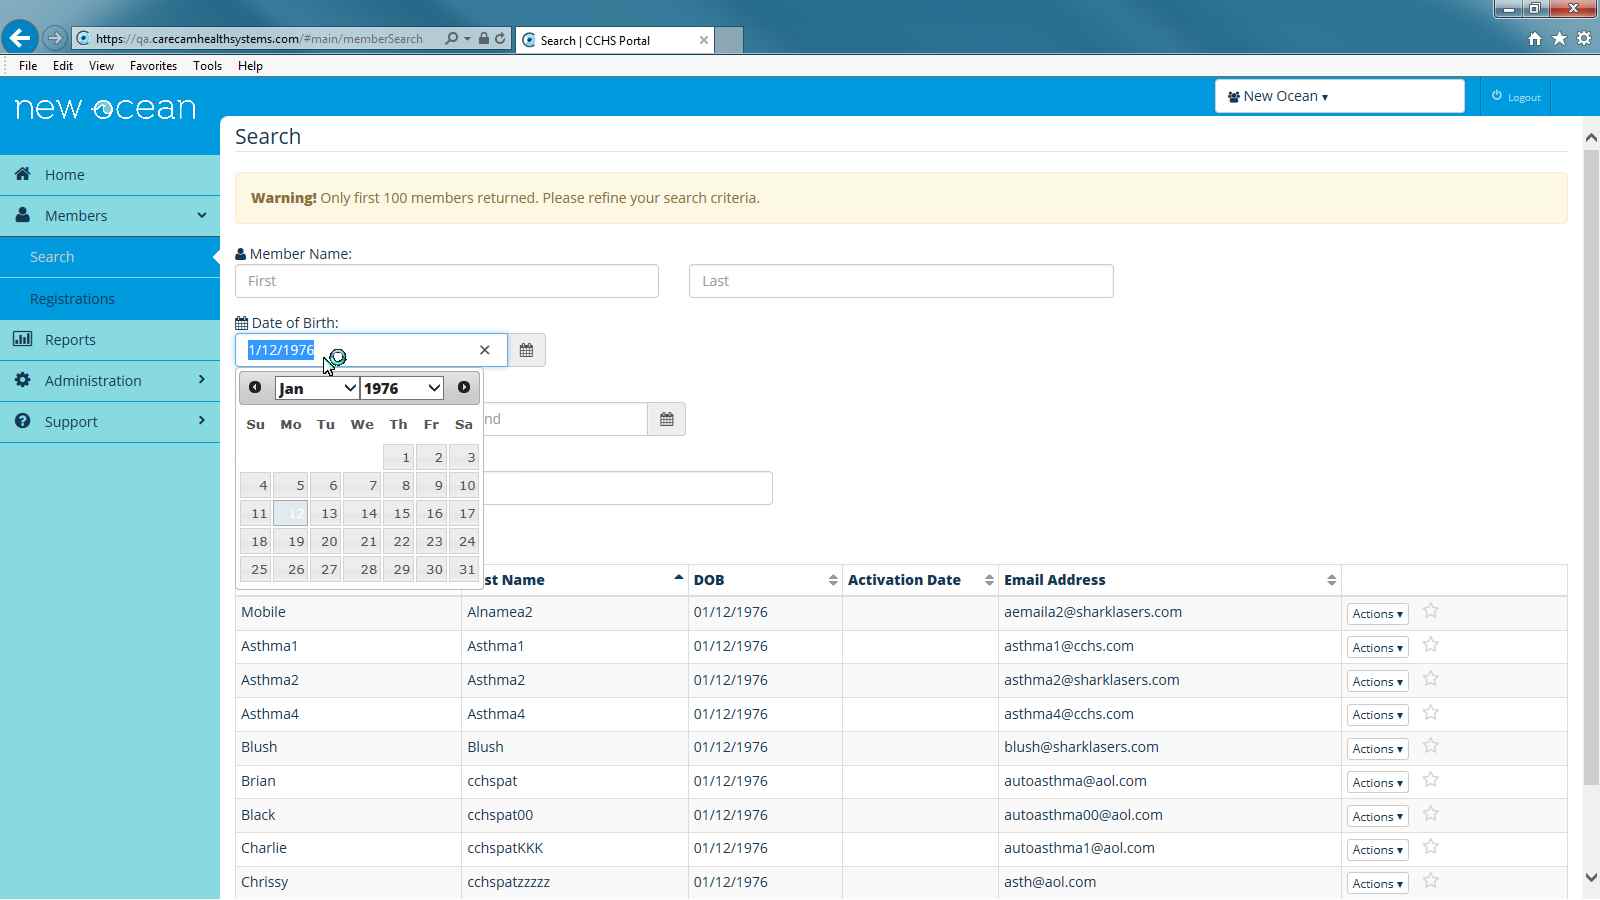 https://qa.carecamhealthsystems.com/#main/memberSearch
Search | CCHS Portal
File Edit View Favorites Tools Help
new ocean
New Ocean ▾
Logout
Home
Members
Search
Registrations
Reports
Administration
Support
Search
Warning! Only first 100 members returned. Please refine your search criteria.
Member Name:
First Last
Date of Birth:
1/12/1976
Jan 1976
Su Mo Tu We Th Fr Sa
1 2 3
4 5 6 7 8 9 10
11 12 13 14 15 16 17
18 19 20 21 22 23 24
25 26 27 28 29 30 31
nd
st Name DOB Activation Date Email Address
Mobile Alnamea2 01/12/1976 aemaila2@sharklasers.com Actions ▾
Asthma1 Asthma1 01/12/1976 asthma1@cchs.com Actions ▾
Asthma2 Asthma2 01/12/1976 asthma2@sharklasers.com Actions ▾
Asthma4 Asthma4 01/12/1976 asthma4@cchs.com Actions ▾
Blush Blush 01/12/1976 blush@sharklasers.com Actions ▾
Brian cchspat 01/12/1976 autoasthma@aol.com Actions ▾
Black cchspat00 01/12/1976 autoasthma00@aol.com Actions ▾
Charlie cchspatKKK 01/12/1976 autoasthma1@aol.com Actions ▾
Chrissy cchspatzzzzz 01/12/1976 asth@aol.com Actions ▾